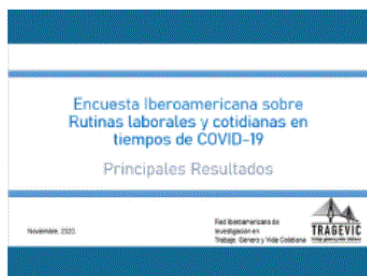 Encuesta Iberoamericana sobre
Rutinas laborales y cotidianas en
tiempos de COVID-19
Principales Resultados
Noviembre, 2020.
Red Iberoamericana de
Investigación en
Trabajo, Género y Vida Cotidiana
TRAGEVIC